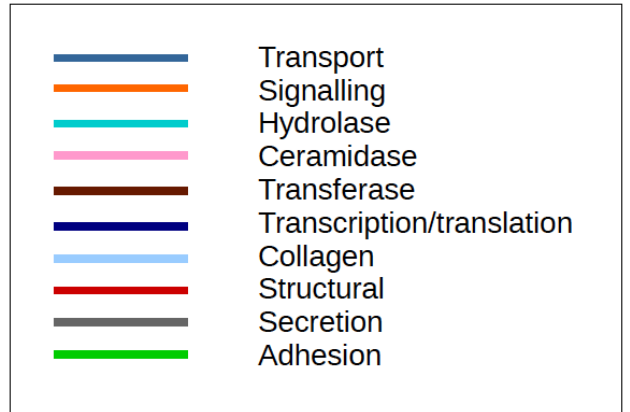 Transport
Signalling
Hydrolase
Ceramidase
Transferase
Transcription/translation
Collagen
Structural
Secretion
Adhesion